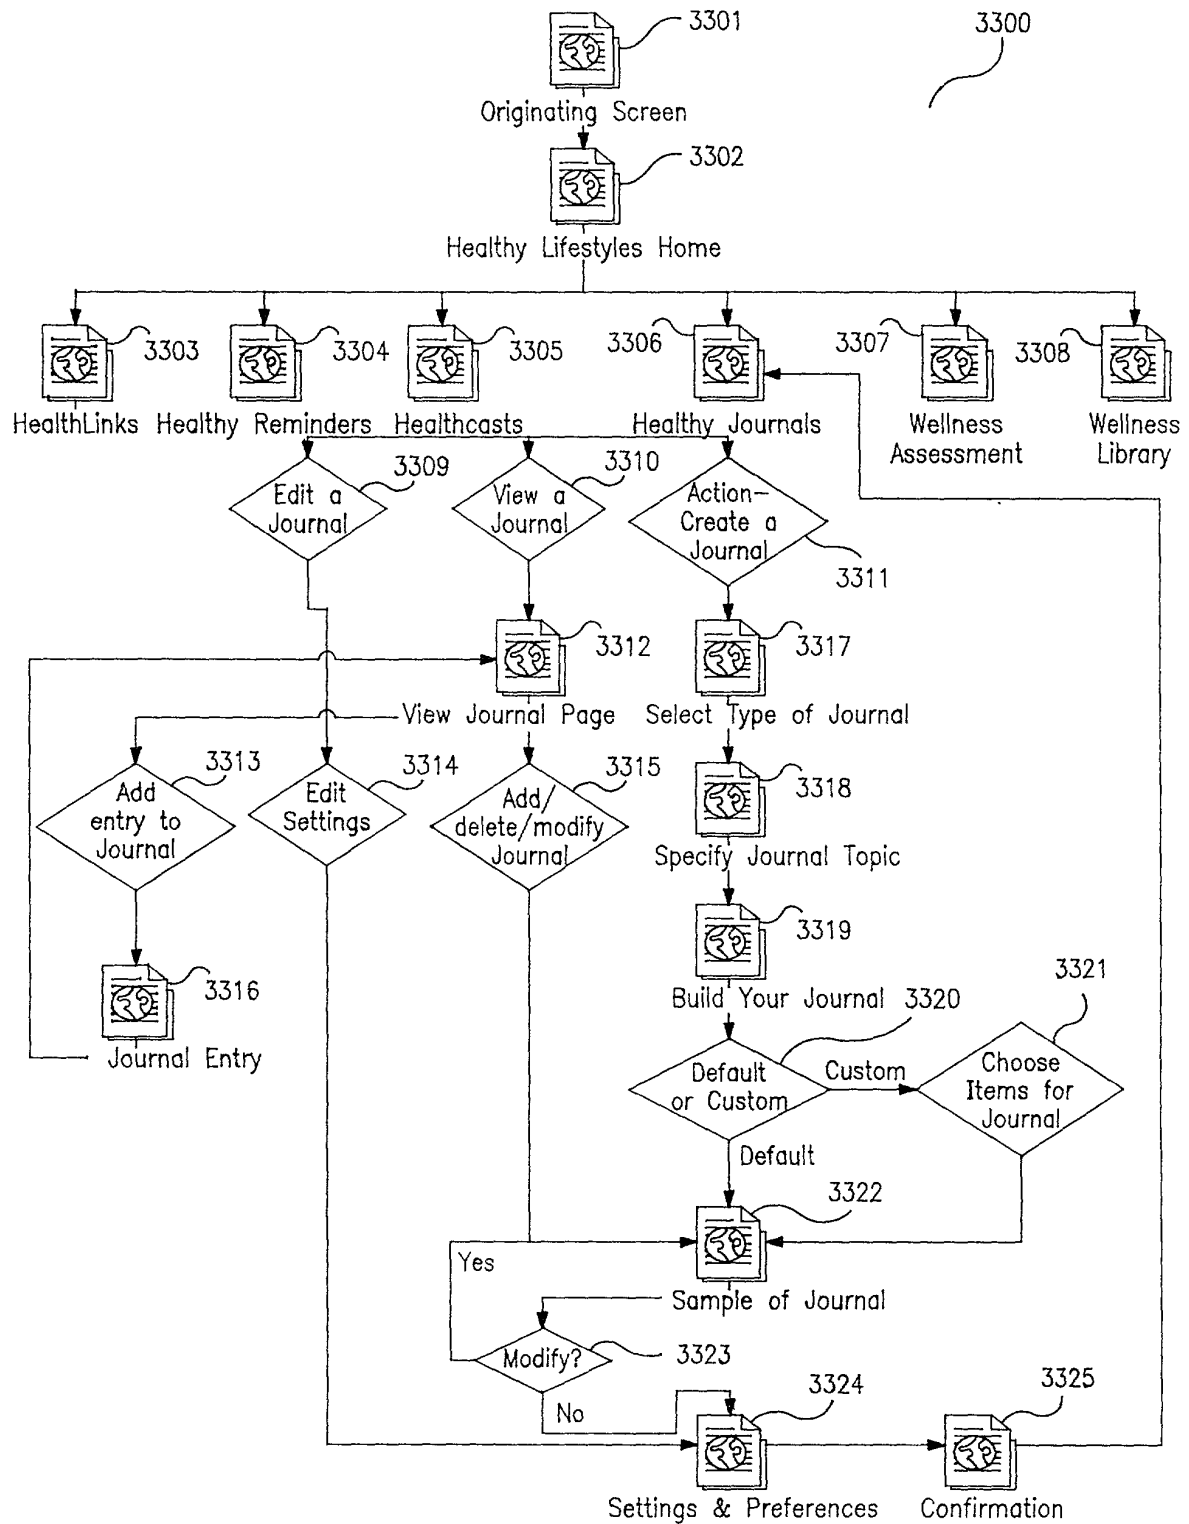 3301
3300
Originating Screen
3302
Healthy Lifestyles Home
3303
3304
3305
3306
3307
3308
HealthLinks
Healthy Reminders
Healthcasts
Healthy Journals
Wellness
Assessment
Wellness
Library
3309
3310
Edit a
Journal
View a
Journal
Action-
Create a
Journal
3311
3312
3317
View Journal Page
Select Type of Journal
3313
3314
3315
3318
Add
entry to
Journal
Edit
Settings
Add/
delete/modify
Journal
Specify Journal Topic
3319
3316
Build Your Journal
3320
3321
Journal Entry
Default
or Custom
Custom
Choose
Items for
Journal
Default
3322
Yes
Sample of Journal
Modify?
3323
3324
3325
No
Settings & Preferences
Confirmation